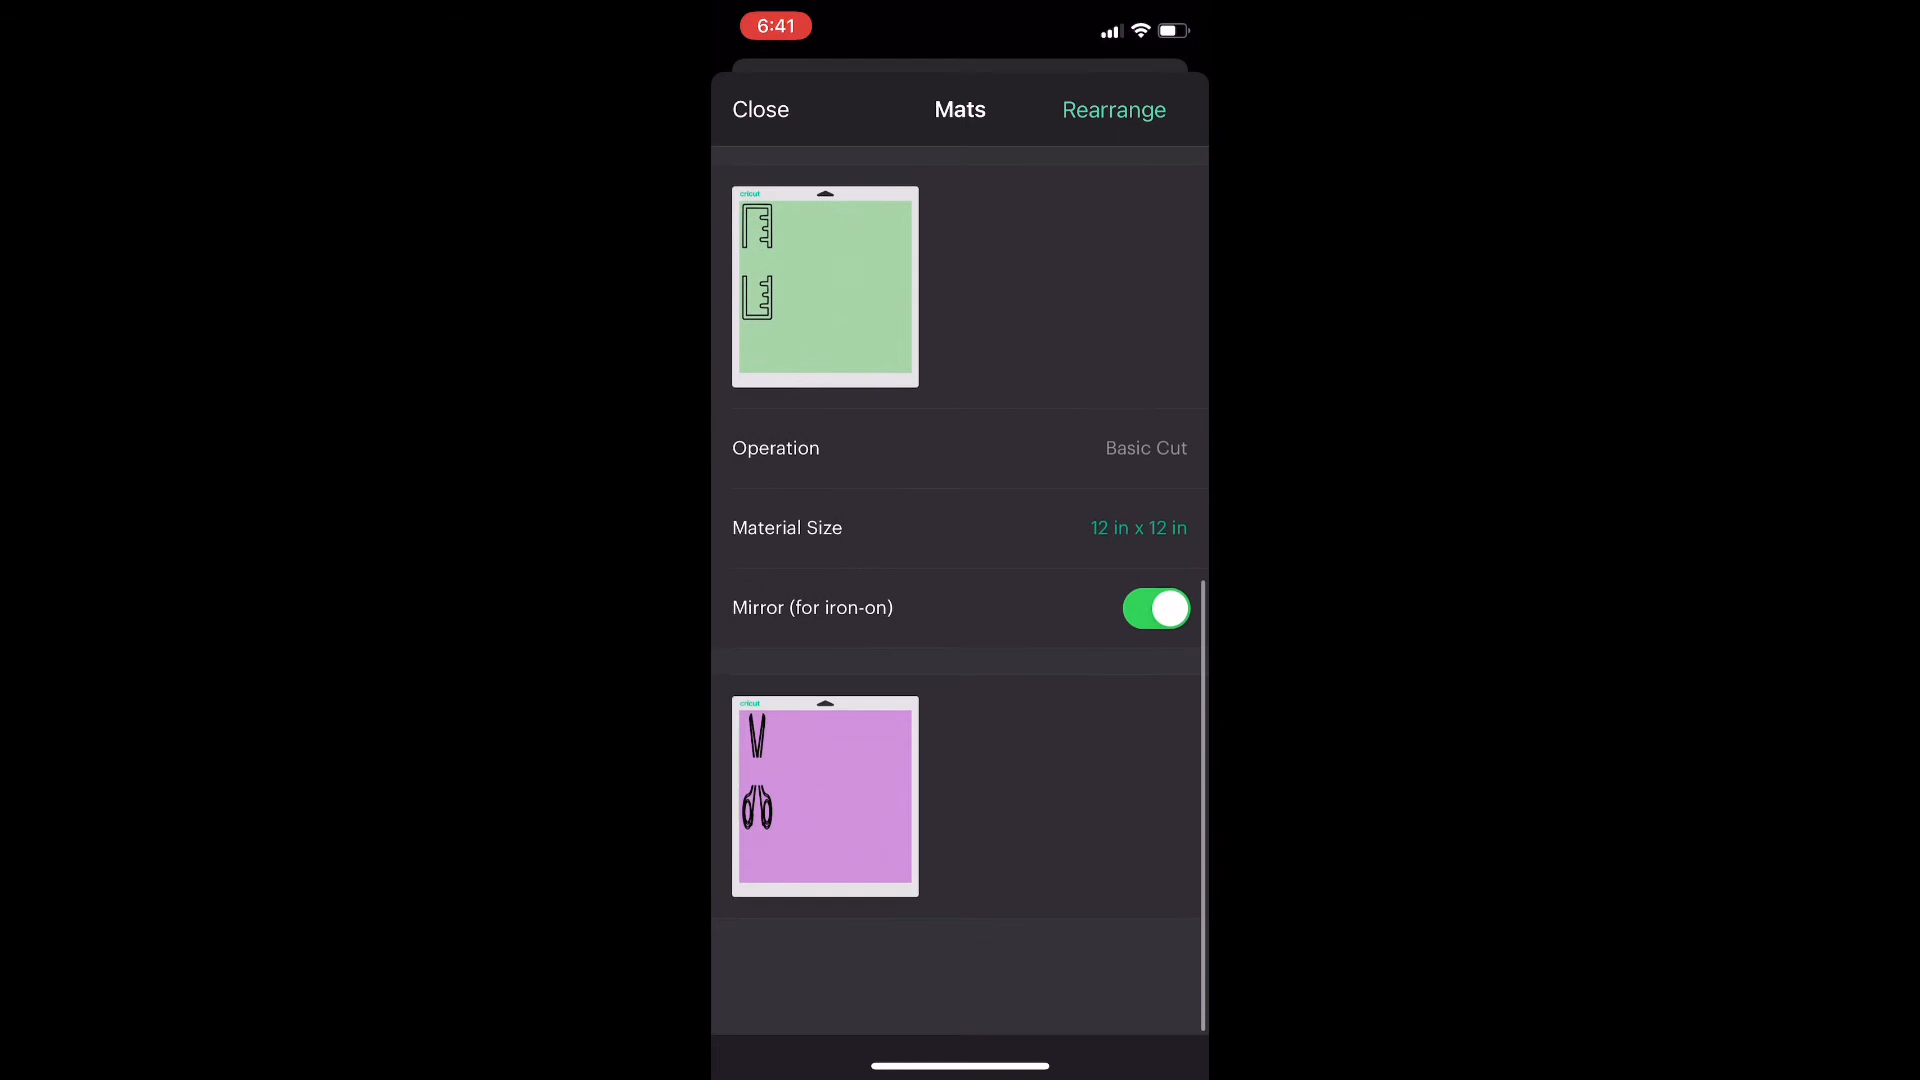 6:41
Close Mats Rearrange
cricut
Operation Basic Cut
Material Size 12 in x 12 in
Mirror (for iron-on)
cricut